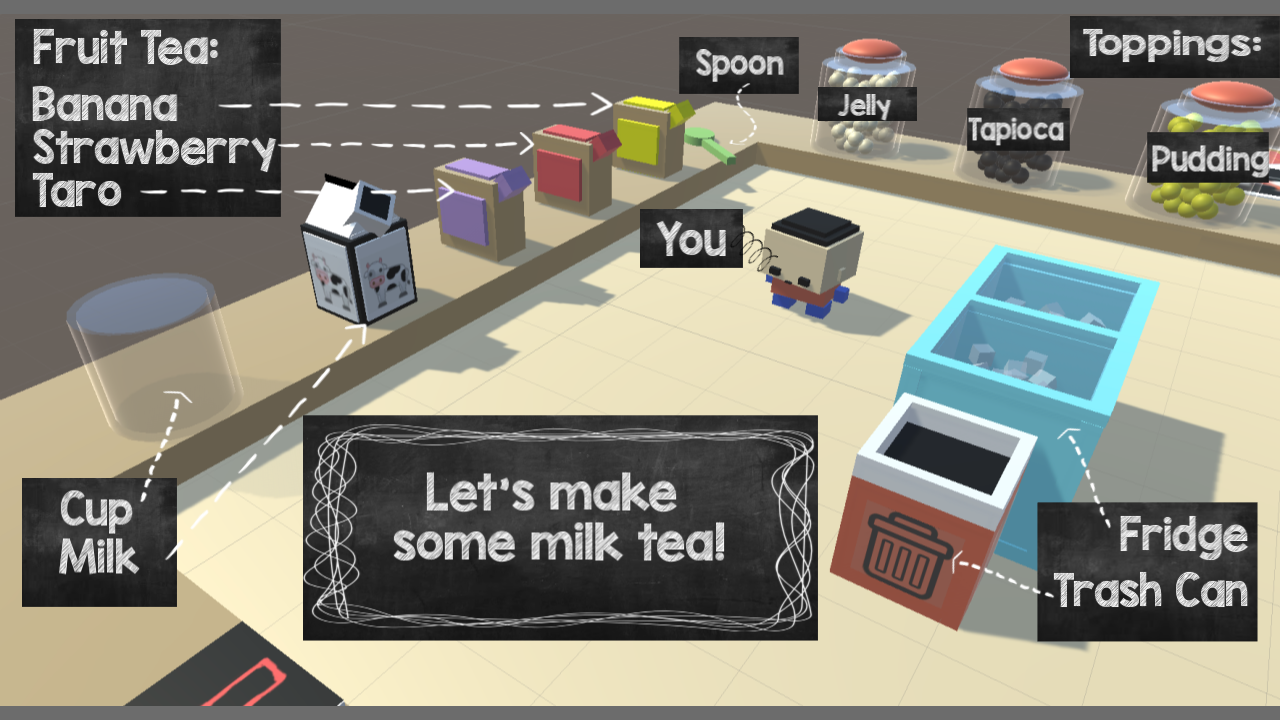 Fruit Tea:
Banana
Strawberry
Taro
Spoon
Jelly
Tapioca
Toppings:
Pudding
You
Cup
Milk
Let's make
some milk tea!
Fridge
Trash Can